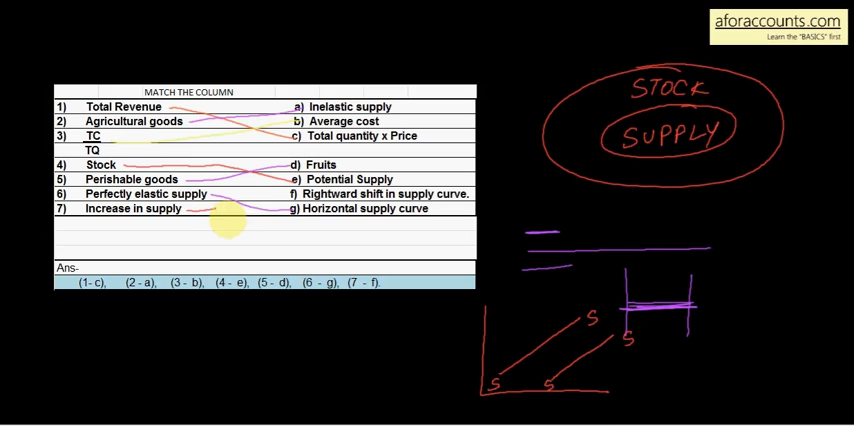 aforaccounts.com
Learn the "BASICS" first
MATCH THE COLUMN
1) Total Revenue a) Inelastic supply
2) Agricultural goods b) Average cost
3) TC c) Total quantity x Price
TQ
4) Stock d) Fruits
5) Perishable goods e) Potential Supply
6) Perfectly elastic supply f) Rightward shift in supply curve.
7) Increase in supply g) Horizontal supply curve
Ans-
(1- c), (2 - a), (3 - b), (4 - e), (5 - d), (6 - g), (7 - f).
STOCK
SUPPLY
S
S
S S